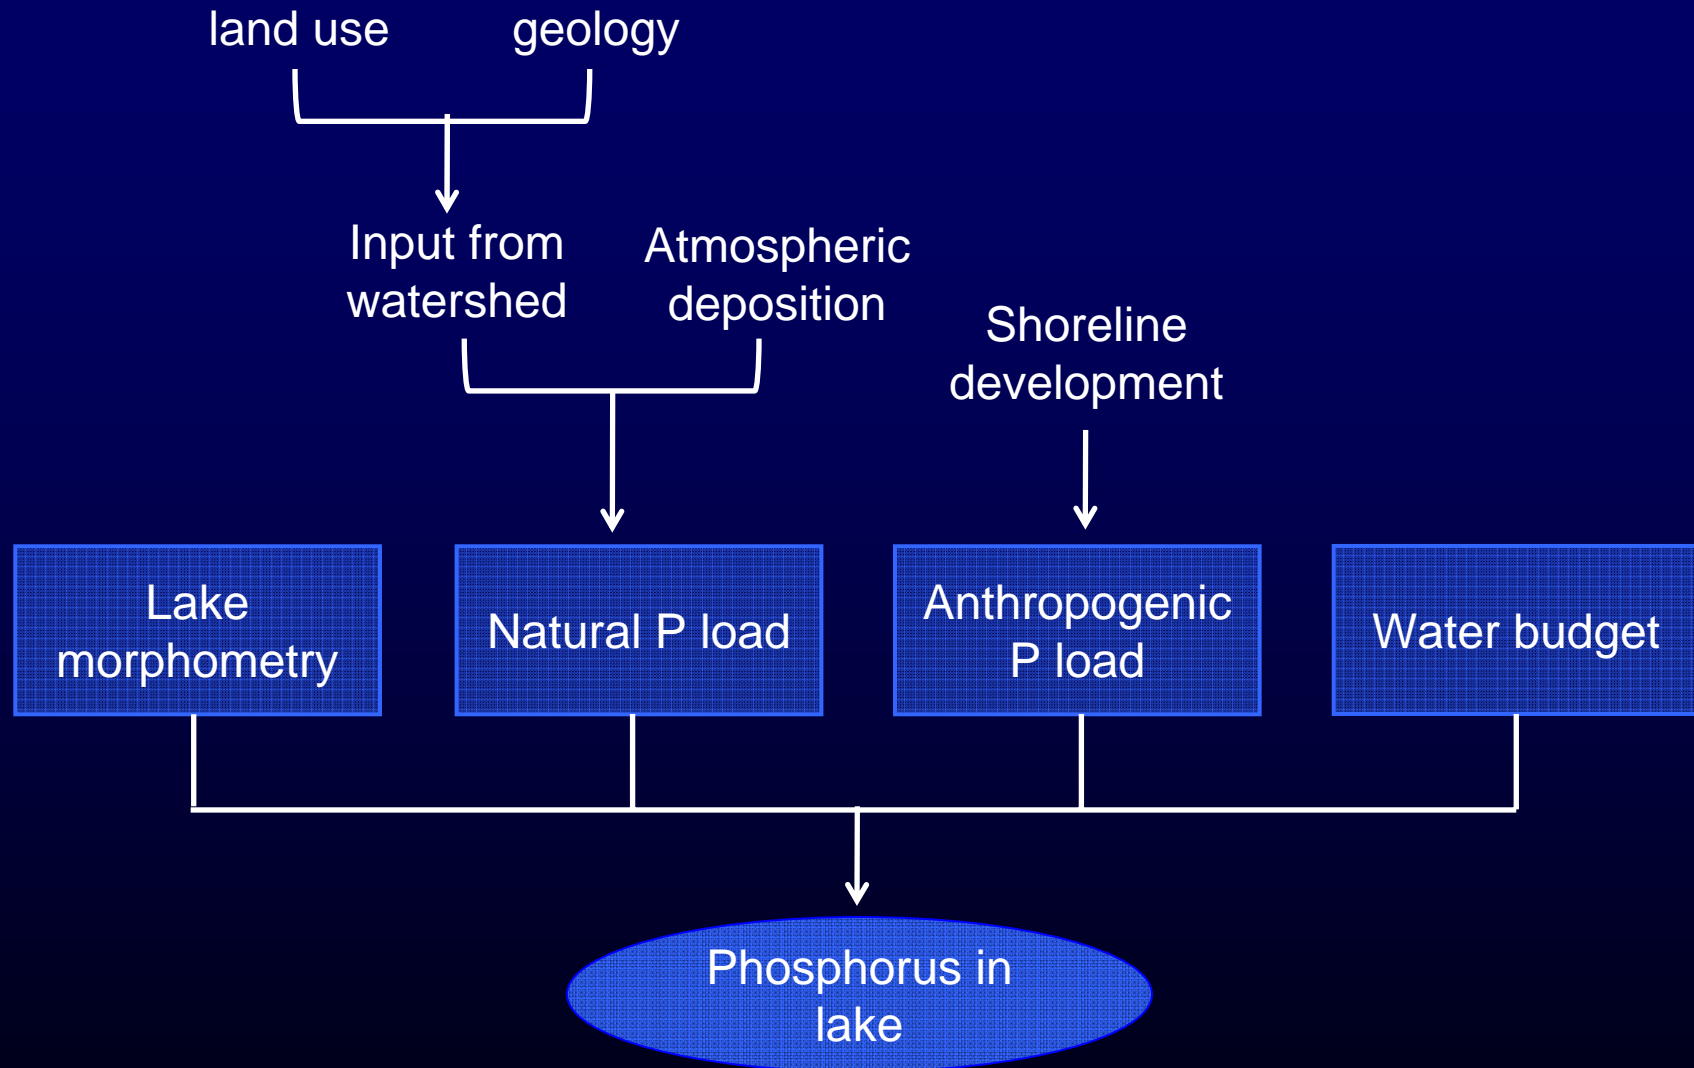 land use
geology
Input from
watershed
Atmospheric
deposition
Shoreline
development
Lake
morphometry
Natural P load
Anthropogenic
P load
Water budget
Phosphorus in
lake